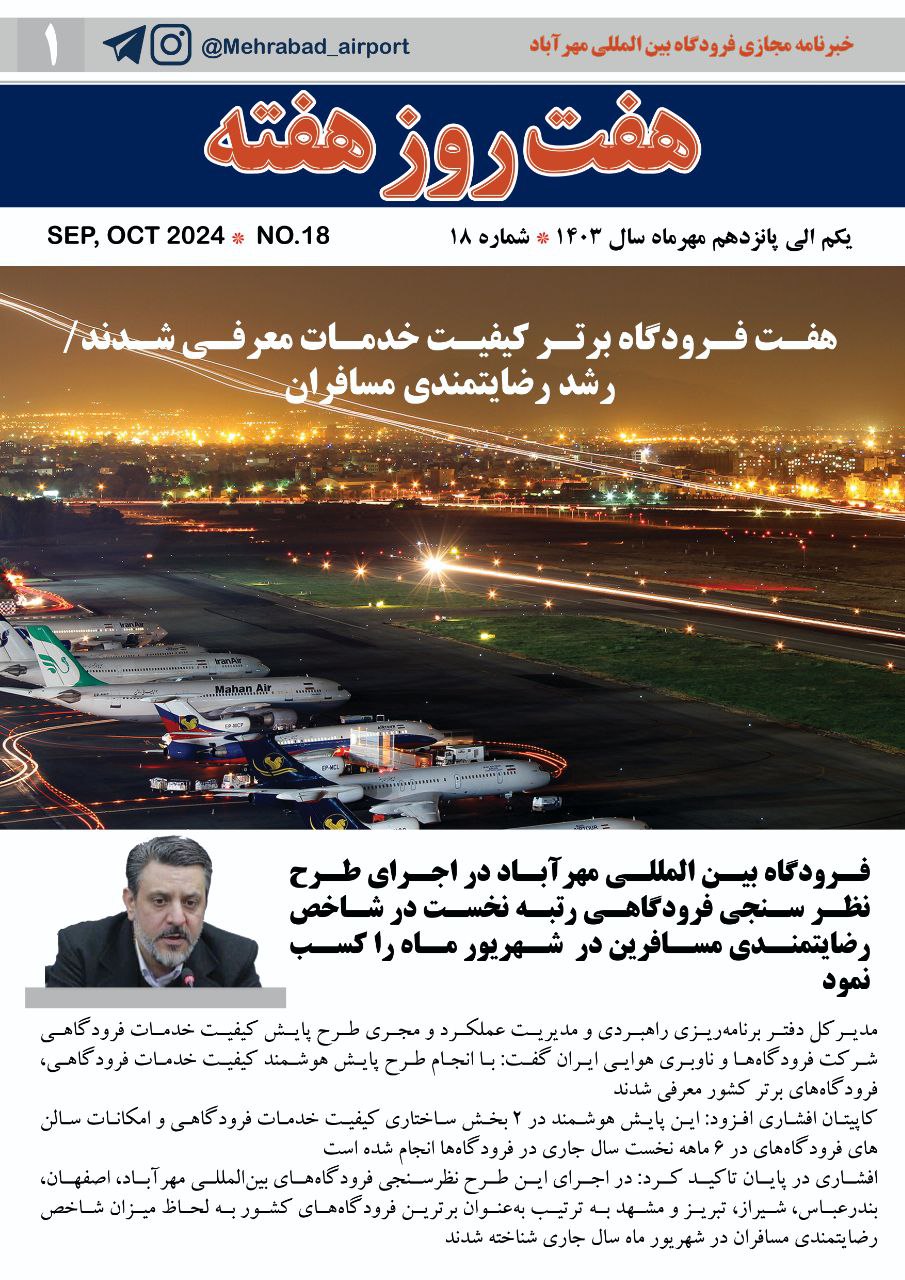 ۱
@Mehrabad_airport
خبرنامه مجازی فرودگاه بین المللی مهرآباد
هفت روز هفته
یکم الی پانزدهم مهرماه سال ۱۴۰۳ * شماره ۱۸
SEP, OCT 2024 * NO.18
هفت فرودگاه برتر کیفیت خدمات معرفی شدند/
رشد رضایتمندی مسافران
IranAir
IranAir
Mahan Air
EP-MCP
EP-MCL
فرودگاه بین المللی مهرآباد در اجرای طرح
نظر سنجی فرودگاهی رتبه نخست در شاخص
رضایتمندی مسافرین در شهریور ماه را کسب
نمود
مدیرکل دفتر برنامه‌ریزی راهبردی و مدیریت عملکرد و مجری طرح پایش کیفیت خدمات فرودگاهی
شرکت فرودگاه‌ها و ناوبری هوایی ایران گفت: با انجام طرح پایش هوشمند کیفیت خدمات فرودگاهی،
فرودگاه‌های برتر کشور معرفی شدند
کاپیتان افشاری افزود: این پایش هوشمند در ۲ بخش ساختاری کیفیت خدمات فرودگاهی و امکانات سالن
های فرودگاه‌های در ۶ ماهه نخست سال جاری در فرودگاه‌ها انجام شده است
افشاری در پایان تاکید کرد: در اجرای این طرح نظرسنجی فرودگاه‌های بین‌المللی مهرآباد، اصفهان،
بندرعباس، شیراز، تبریز و مشهد به ترتیب به‌عنوان برترین فرودگاه‌های کشور به لحاظ میزان شاخص
رضایتمندی مسافران در شهریور ماه سال جاری شناخته شدند